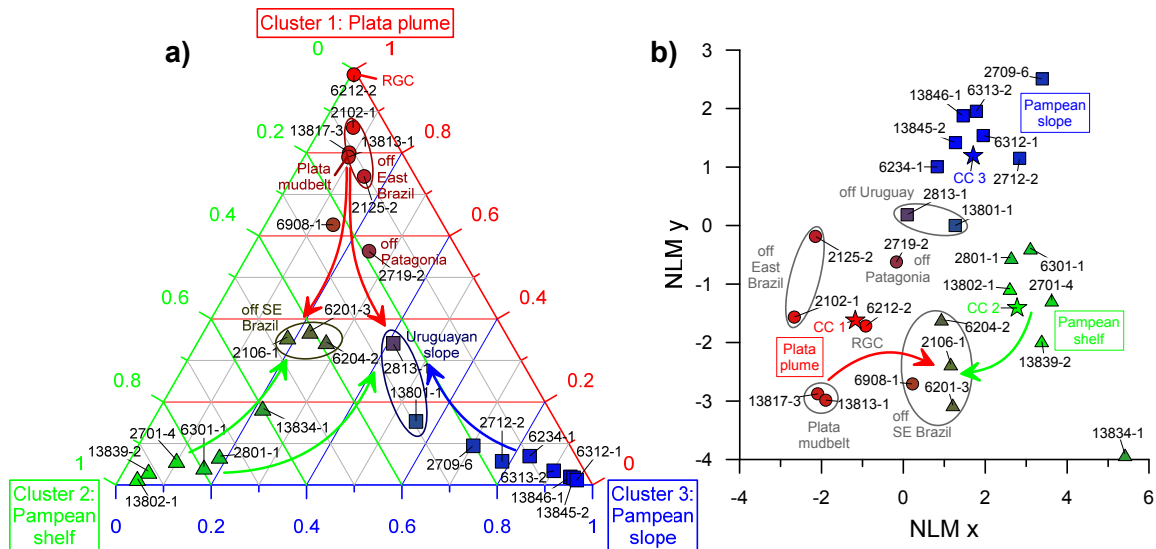 a)
Cluster 1: Plata plume
0
1
RGC
6212-2
2102-1
13817-3
13813-1
0.2
0.8
Plata
mudbelt
off
East
Brazil
2125-2
0.4
6908-1
0.6
off
Patagonia
2719-2
0.6
off SE
Brazil
6201-3
0.4
2106-1
6204-2
Uruguayan
slope
2813-1
0.8
13801-1
0.2
13834-1
2712-2
2701-4
6301-1
6234-1
13839-2
2801-1
6312-1
2709-6
6313-2
0
1
13802-1
13846-1
13845-2
Cluster 2:
Pampean
shelf
Cluster 3:
Pampean
slope
0
0.2
0.4
0.6
0.8
1
b)
3
2
1
0
-1
-2
-3
-4
NLM y
2709-6
13846-1
6313-2
Pampean
slope
13845-2
6312-1
6234-1
CC 3
2712-2
off Uruguay
2813-1
13801-1
off
East
Brazil
2125-2
2719-2
off
Patagonia
2801-1
6301-1
13802-1
2701-4
2102-1
6212-2
CC 1
RGC
CC 2
6204-2
Pampean
shelf
2106-1
13839-2
Plata
plume
6908-1
6201-3
13817-3
13813-1
off
SE Brazil
Plata
mudbelt
13834-1
-4
-2
0
2
4
6
NLM x